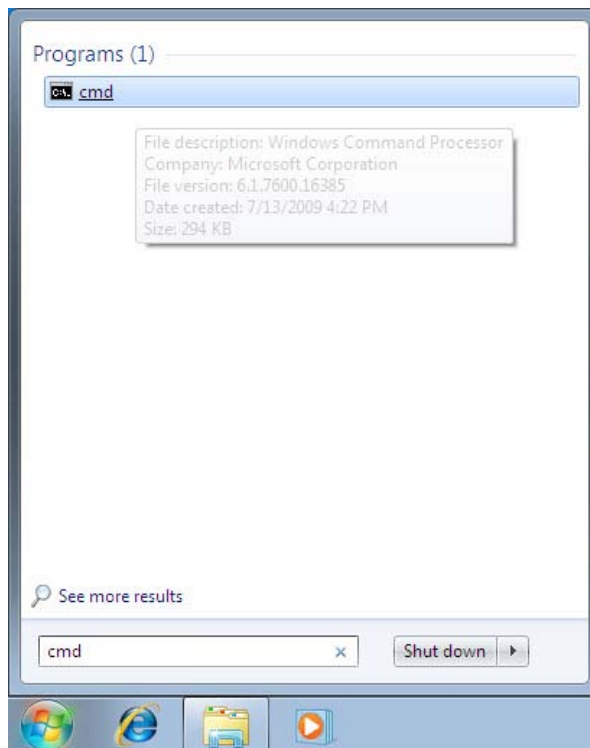 Programs (1)
cmd
File description: Windows Command Processor
Company: Microsoft Corporation
File version: 6.1.7600.16385
Date created: 7/13/2009 4:22 PM
Size: 294 KB
See more results
cmd
Shut down